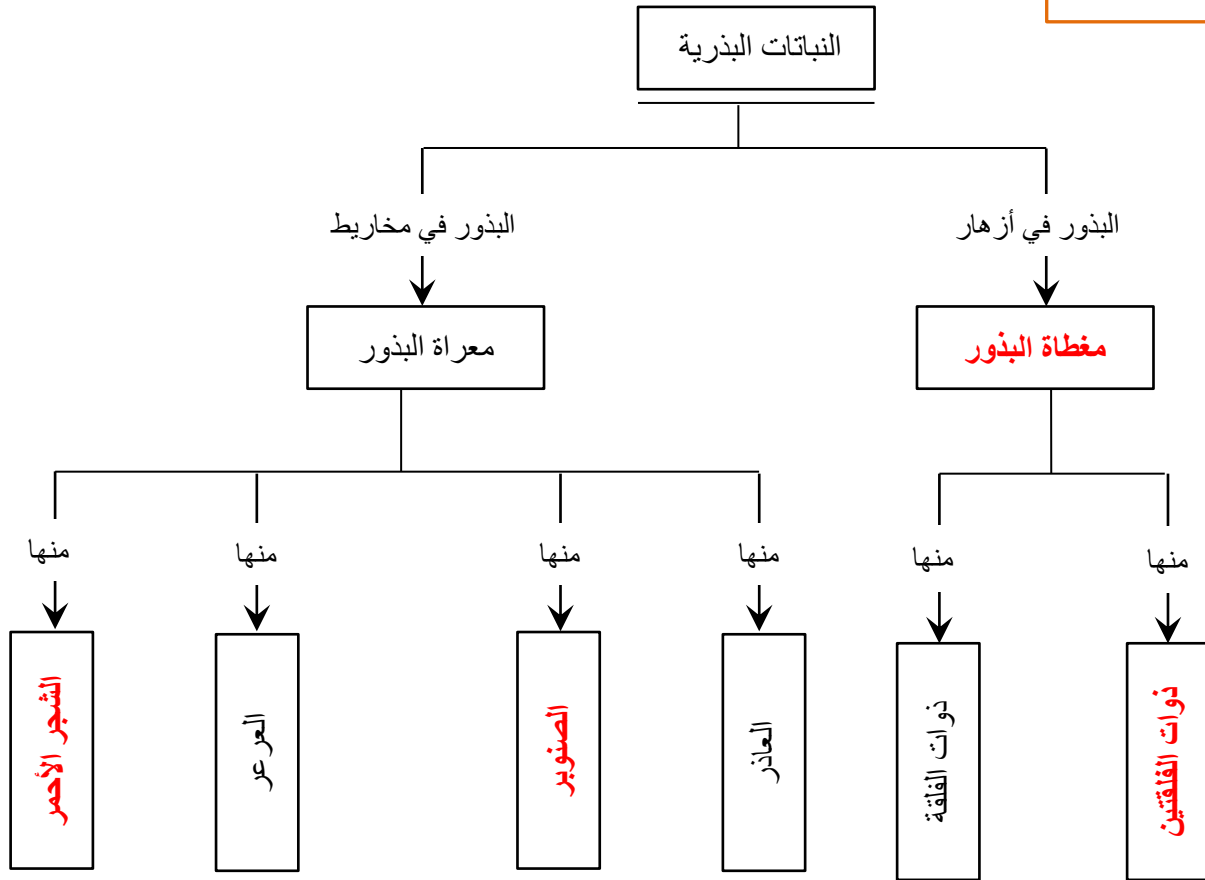 النباتات البذرية
البذور في أزهار
البذور في مخاريط
مغطاة البذور
معراة البذور
منها
منها
منها
منها
منها
منها
ذوات الفلقتين
ذوات الفلقة
العاذر
الصنوبر
العرعر
الشجر الأحمر